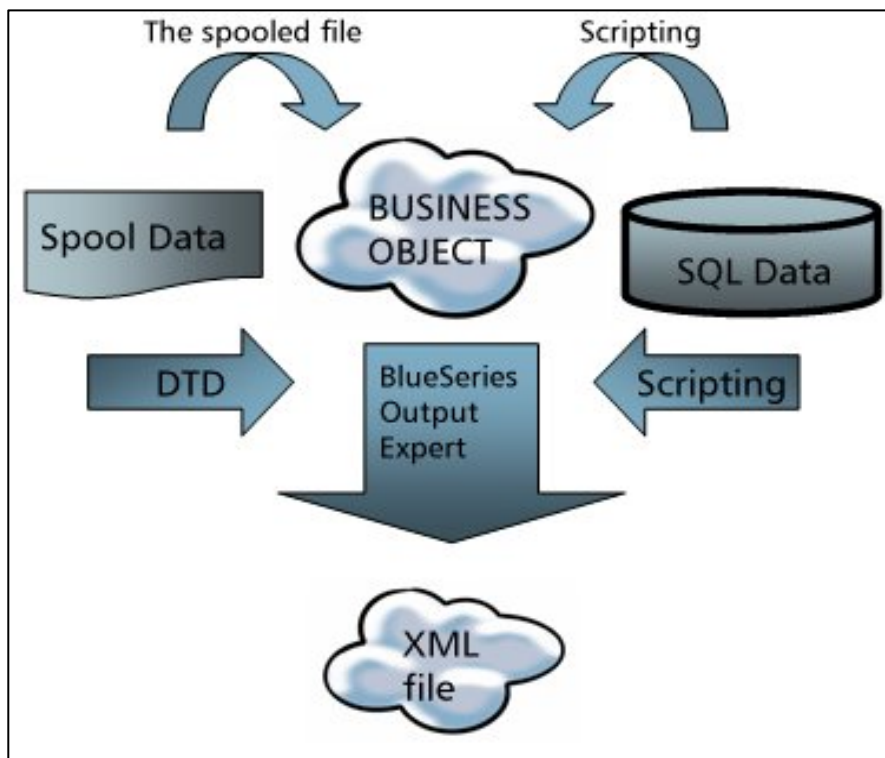 The spooled file
Scripting
Spool Data
BUSINESS
OBJECT
SQL Data
DTD
BlueSeries
Output
Expert
Scripting
XML
file